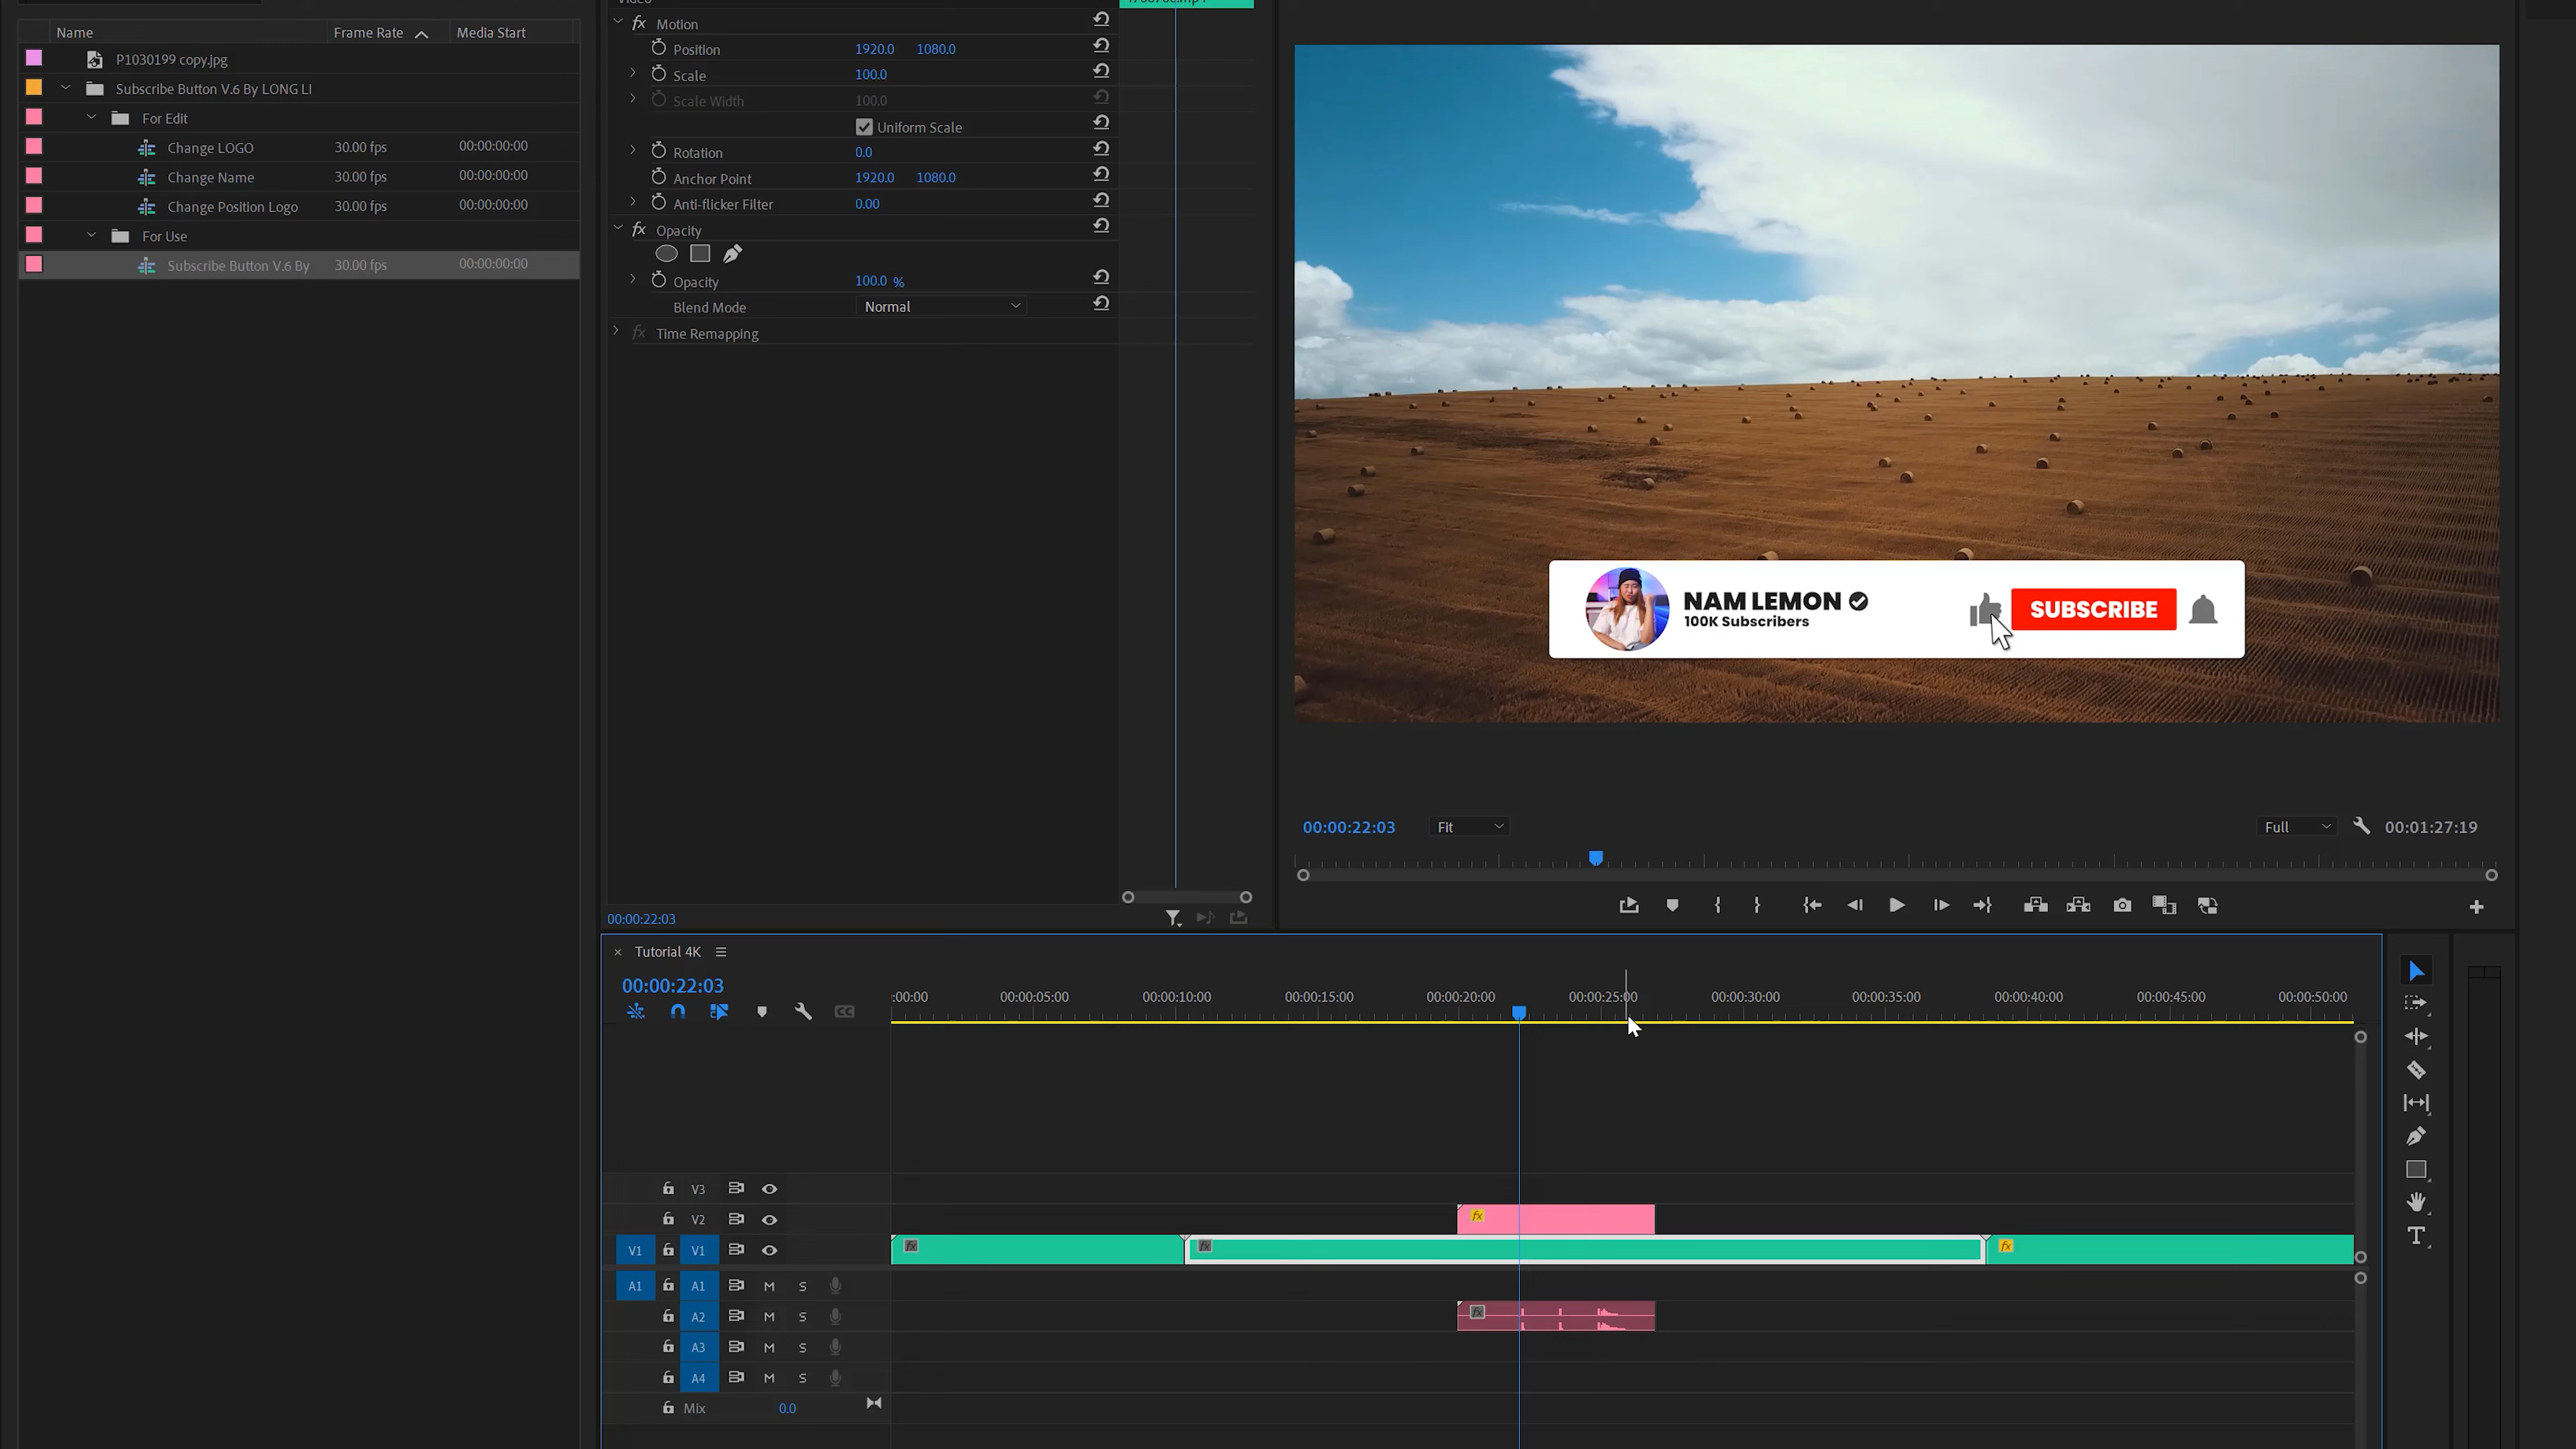 Name Frame Rate Media Start
P1030199 copy.jpg
Subscribe Button V.6 By LONG LI
For Edit
Change LOGO 30.00 fps 00:00:00:00
Change Name 30.00 fps 00:00:00:00
Change Position Logo 30.00 fps 00:00:00:00
For Use
Subscribe Button V.6 By 30.00 fps 00:00:00:00
fx Motion
Position 1920.0 1080.0
Scale 100.0
Scale Width 100.0
Uniform Scale
Rotation 0.0
Anchor Point 1920.0 1080.0
Anti-flicker Filter 0.00
fx Opacity
Opacity 100.0 %
Blend Mode Normal
fx Time Remapping
00:00:22:03
NAM LEMON
100K Subscribers
SUBSCRIBE
00:00:22:03 Fit Full 00:01:27:19
Tutorial 4K
00:00:22:03
:00:00 00:00:05:00 00:00:10:00 00:00:15:00 00:00:20:00 00:00:25:00 00:00:30:00 00:00:35:00 00:00:40:00 00:00:45:00 00:00:50:00
CC
V3
V2 fx
V1 V1 fx fx fx
A1 A1 M S
A2 M S fx
A3 M S
A4 M S
Mix 0.0